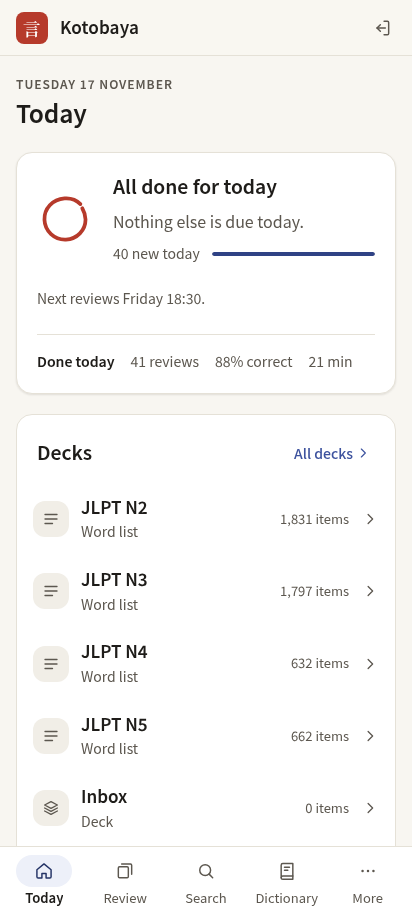 言 Kotobaya
TUESDAY 17 NOVEMBER
Today
All done for today
Nothing else is due today.
40 new today
Next reviews Friday 18:30.
Done today 41 reviews 88% correct 21 min
Decks All decks
JLPT N2
Word list
1,831 items
JLPT N3
Word list
1,797 items
JLPT N4
Word list
632 items
JLPT N5
Word list
662 items
Inbox
Deck
0 items
Today Review Search Dictionary More